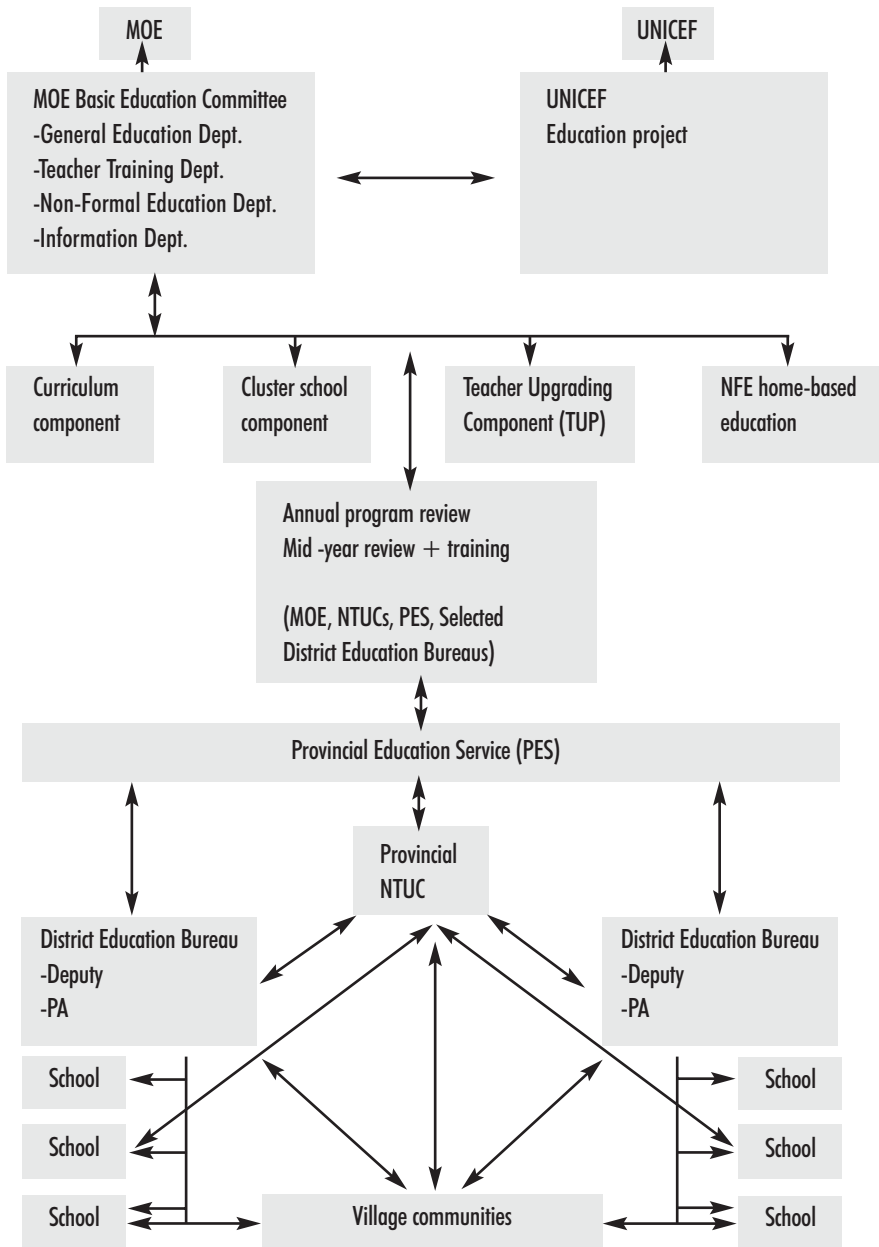 MOE
UNICEF
MOE Basic Education Committee
-General Education Dept.
-Teacher Training Dept.
-Non-Formal Education Dept.
-Information Dept.
UNICEF
Education project
Curriculum
component
Cluster school
component
Teacher Upgrading
Component (TUP)
NFE home-based
education
Annual program review
Mid -year review + training
(MOE, NTUCs, PES, Selected
District Education Bureaus)
Provincial Education Service (PES)
Provincial
NTUC
District Education Bureau
-Deputy
-PA
District Education Bureau
-Deputy
-PA
School
School
School
School
School
School
Village communities